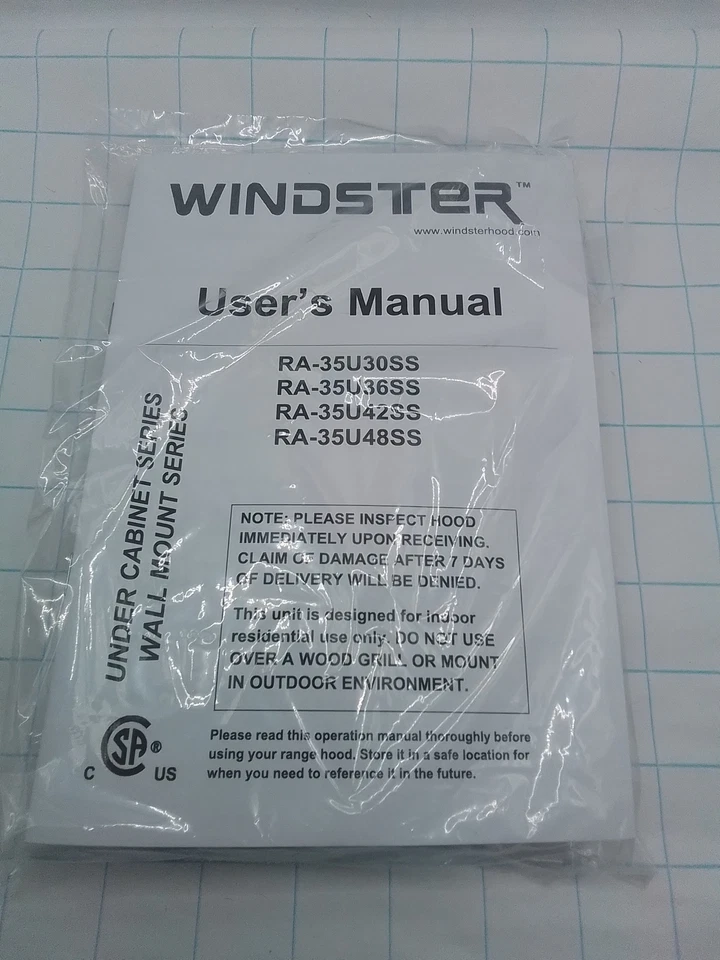 WINDSTER™
www.windsterhood.com
User's Manual
RA-35U30SS
RA-35U36SS
RA-35U42SS
RA-35U48SS
UNDER CABINET SERIES
WALL MOUNT SERIES
NOTE: PLEASE INSPECT HOOD
IMMEDIATELY UPON RECEIVING.
CLAIM OF DAMAGE AFTER 7 DAYS
OF DELIVERY WILL BE DENIED.
This unit is designed for indoor
residential use only. DO NOT USE
OVER A WOOD GRILL OR MOUNT
IN OUTDOOR ENVIRONMENT.
C SA ® US
Please read this operation manual thoroughly before
using your range hood. Store it in a safe location for
when you need to reference it in the future.